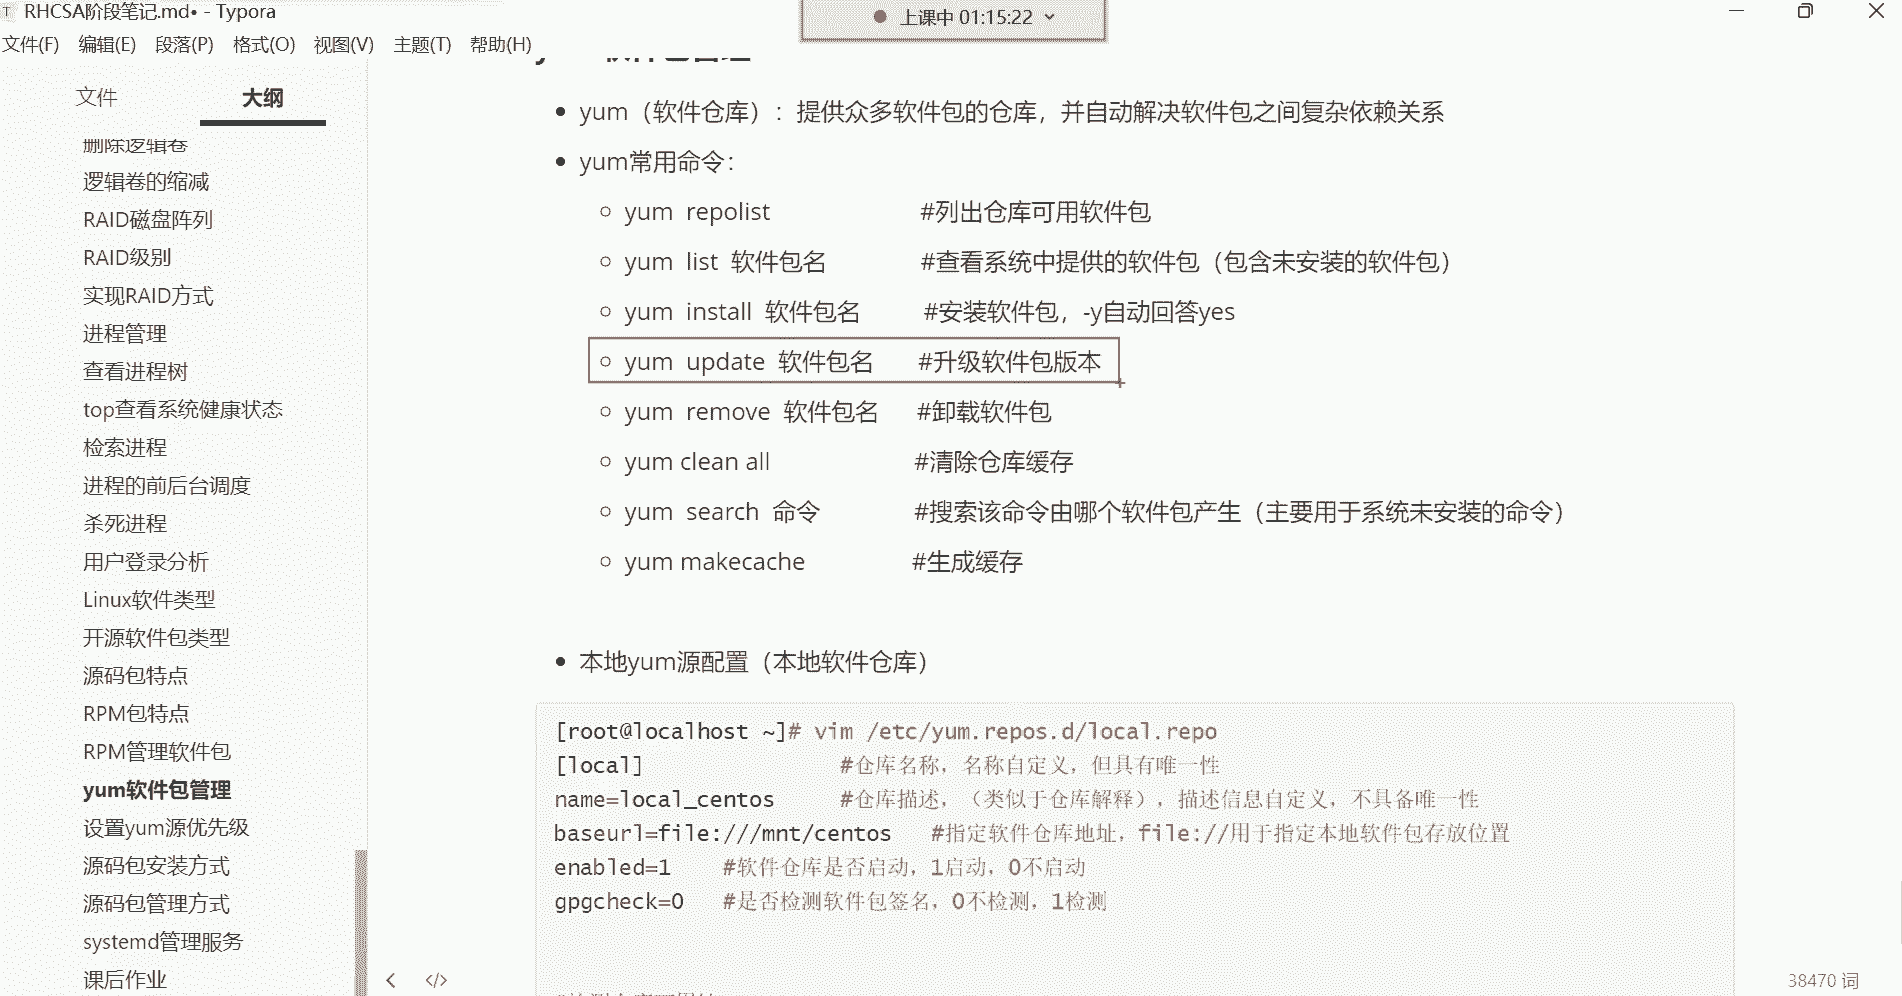 RHCSA阶段笔记.md• - Typora
上课中 01:15:22
文件(F) 编辑(E) 段落(P) 格式(O) 视图(V) 主题(T) 帮助(H)
文件 大纲
删除逻辑卷
逻辑卷的缩减
RAID磁盘阵列
RAID级别
实现RAID方式
进程管理
查看进程树
top查看系统健康状态
检索进程
进程的前后台调度
杀死进程
用户登录分析
Linux软件类型
开源软件包类型
源码包特点
RPM包特点
RPM管理软件包
yum软件包管理
设置yum源优先级
源码包安装方式
源码包管理方式
systemd管理服务
课后作业
yum（软件仓库）：提供众多软件包的仓库，并自动解决软件包之间复杂依赖关系
yum常用命令：
yum repolist #列出仓库可用软件包
yum list 软件包名 #查看系统中提供的软件包（包含未安装的软件包）
yum install 软件包名 #安装软件包，-y自动回答yes
yum update 软件包名 #升级软件包版本
yum remove 软件包名 #卸载软件包
yum clean all #清除仓库缓存
yum search 命令 #搜索该命令由哪个软件包产生（主要用于系统未安装的命令）
yum makecache #生成缓存
本地yum源配置（本地软件仓库）
[root@localhost ~]# vim /etc/yum.repos.d/local.repo
[local] #仓库名称，名称自定义，但具有唯一性
name=local_centos #仓库描述，（类似于仓库解释），描述信息自定义，不具备唯一性
baseurl=file:///mnt/centos #指定软件仓库地址，file://用于指定本地软件包存放位置
enabled=1 #软件仓库是否启动，1启动，0不启动
gpgcheck=0 #是否检测软件包签名，0不检测，1检测
38470 词